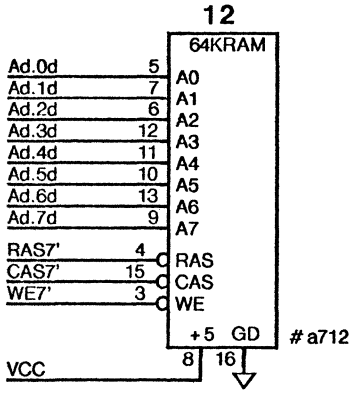 12
64KRAM
Ad.0d 5 A0
Ad.1d 7 A1
Ad.2d 6 A2
Ad.3d 12 A3
Ad.4d 11 A4
Ad.5d 10 A5
Ad.6d 13 A6
Ad.7d 9 A7
RAS7' 4 RAS
CAS7' 15 CAS
WE7' 3 WE
+5 GD # a712
8 16
VCC